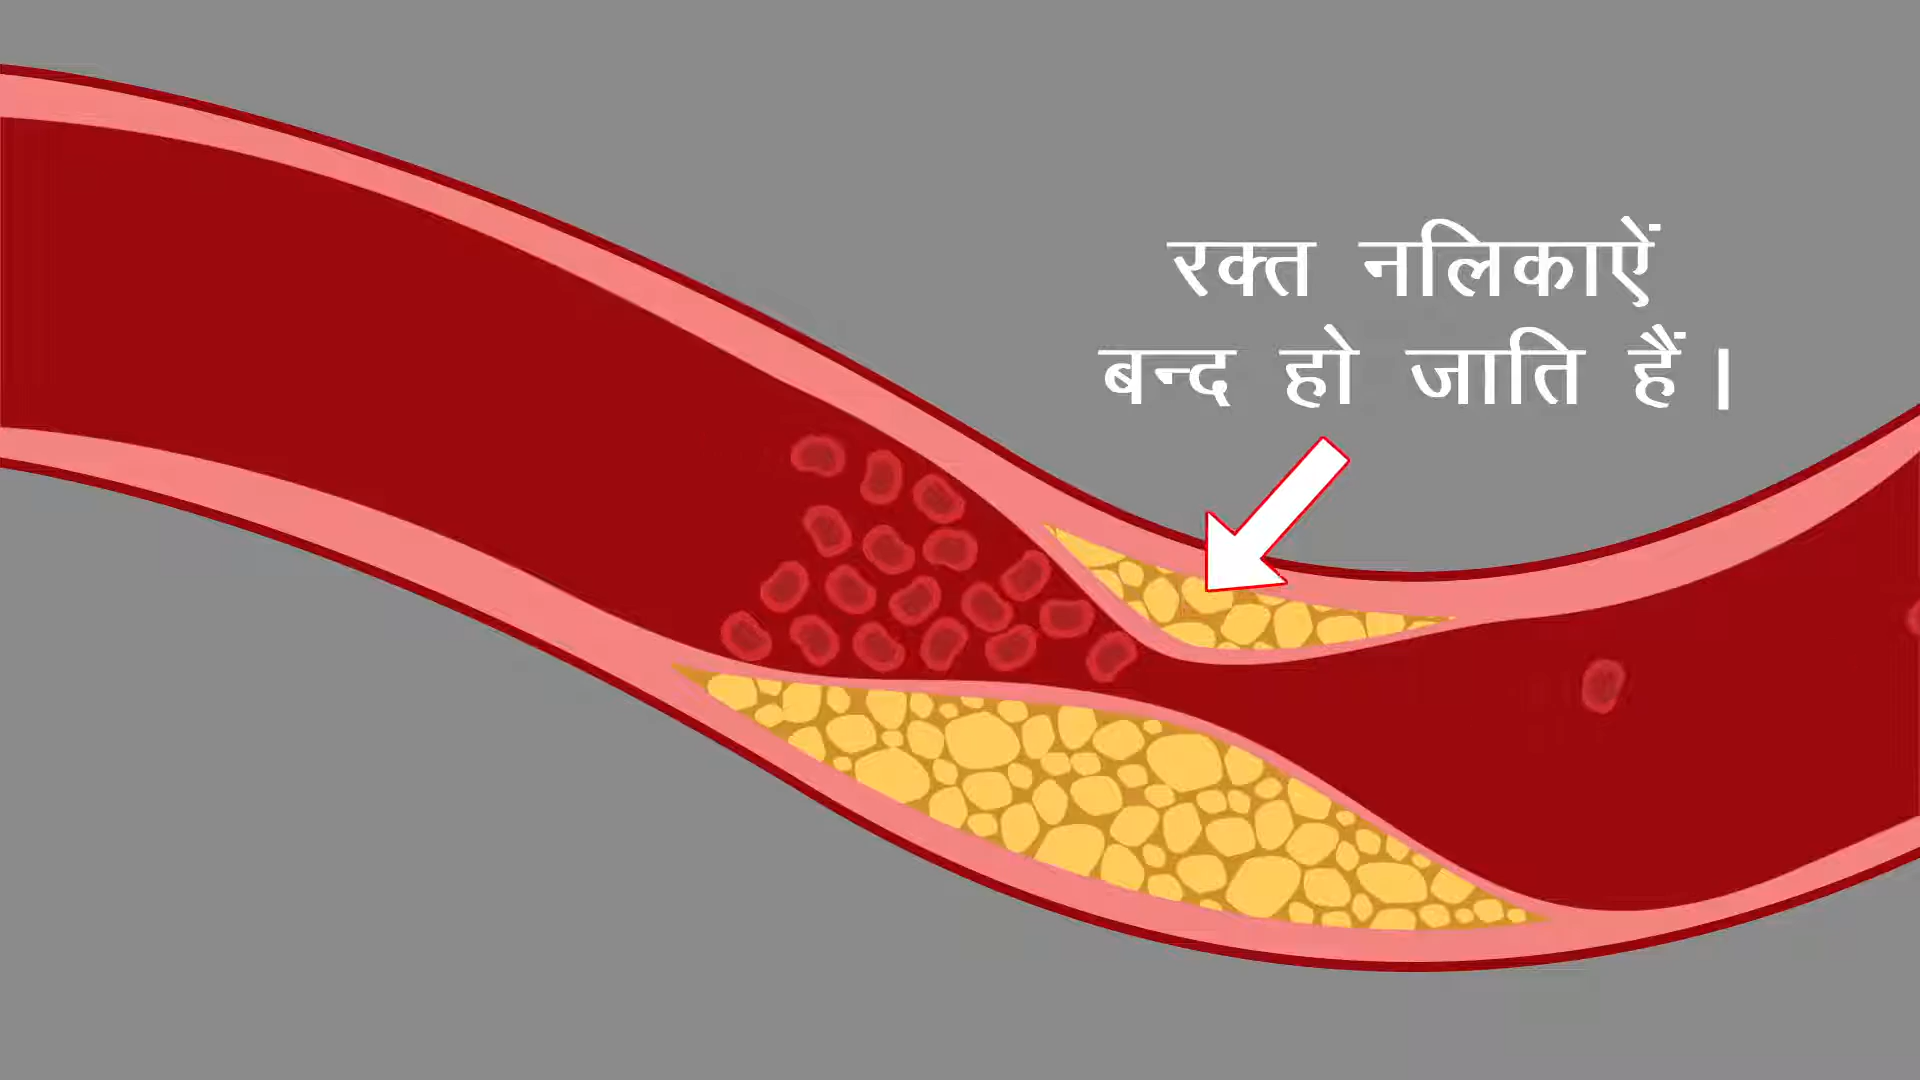 रक्त नलिकाऐं
बन्द हो जाति हैं।